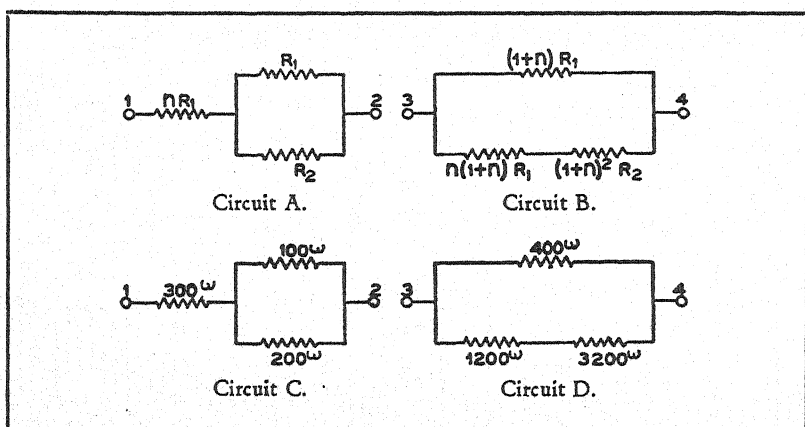 R₁ (1+n) R₁
1 nR₁ 2 3 4
R₂ n(1+n) R₁ (1+n)² R₂
Circuit A. Circuit B.
100ω 400ω
1 300ω 2 3 4
200ω 1200ω 3200ω
Circuit C. Circuit D.